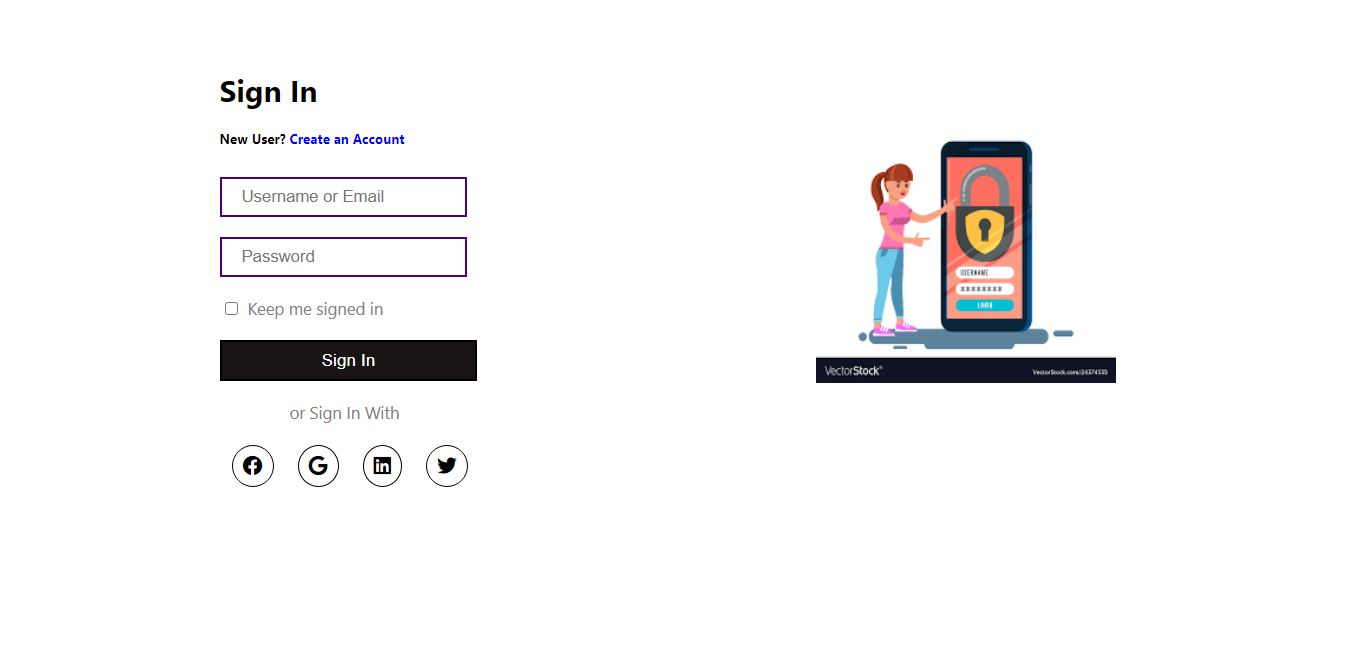 Sign In
New User? Create an Account
Username or Email
Password
Keep me signed in
Sign In
or Sign In With
USERNAME
LOGIN
VectorStock®
VectorStock.com/24374535